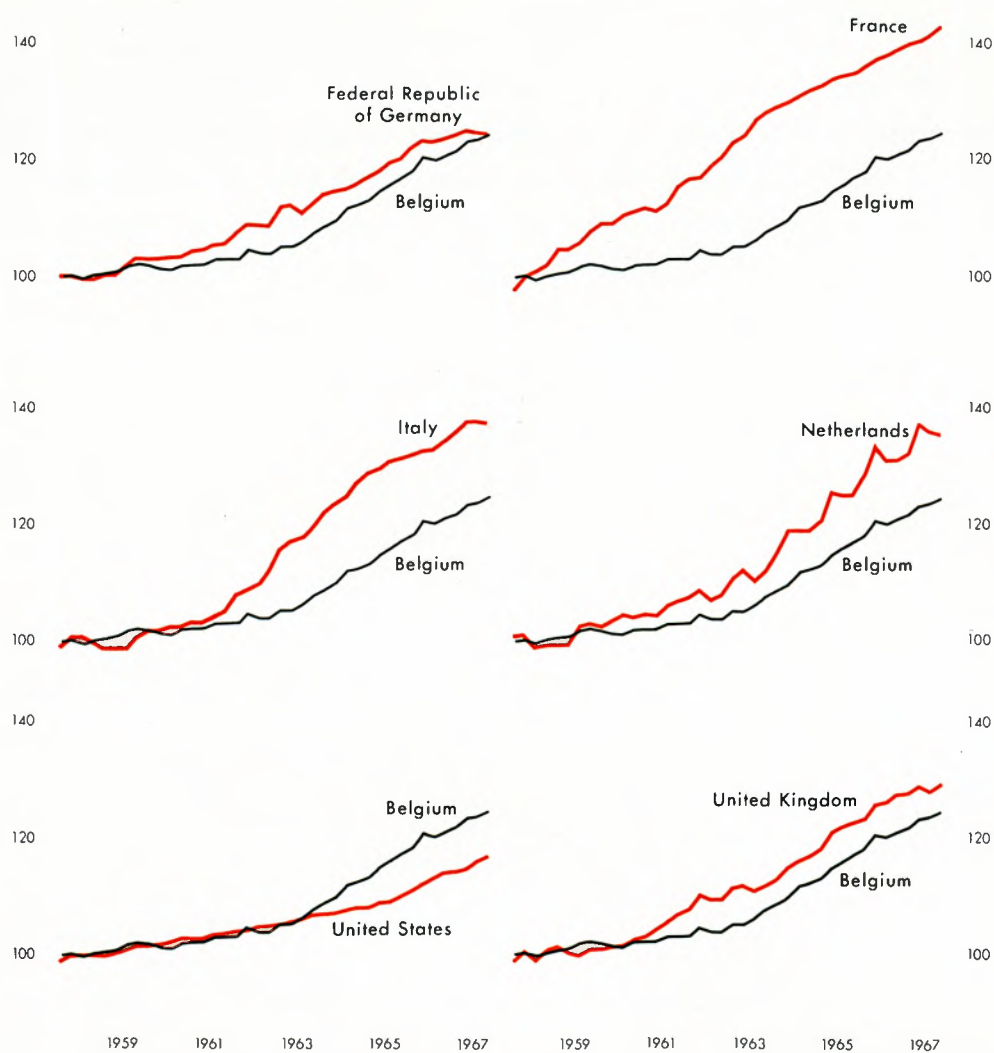 France
140
140
Federal Republic
of Germany
120
120
Belgium
Belgium
100
100
140
140
Italy
Netherlands
120
120
Belgium
Belgium
100
100
140
140
Belgium
United Kingdom
120
120
Belgium
United States
100
100
1959 1961 1963 1965 1967
1959 1961 1963 1965 1967